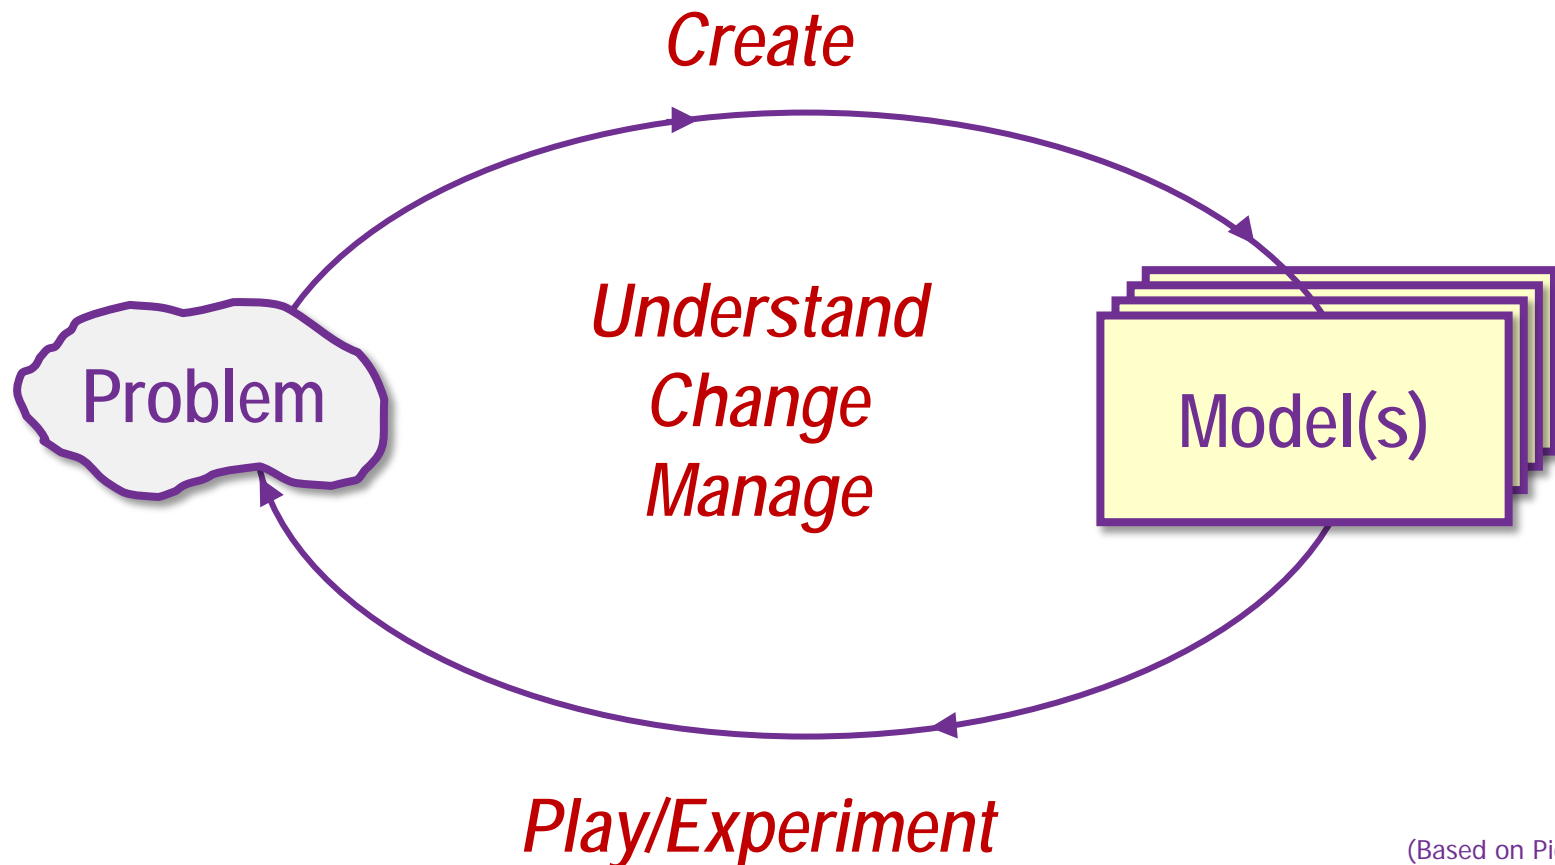 Create
Understand
Change
Manage
Problem
Model(s)
Play/Experiment
(Based on